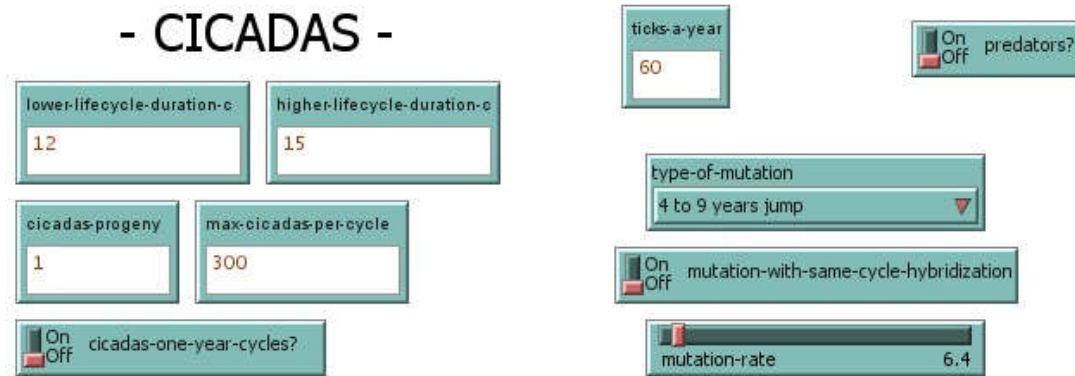 - CICADAS -
lower-lifecycle-duration-c
12
higher-lifecycle-duration-c
15
cicadas-progeny
1
max-cicadas-per-cycle
300
On
Off
cicadas-one-year-cycles?
ticks-a-year
60
On
Off
predators?
type-of-mutation
4 to 9 years jump
On
Off
mutation-with-same-cycle-hybridization
mutation-rate 6.4